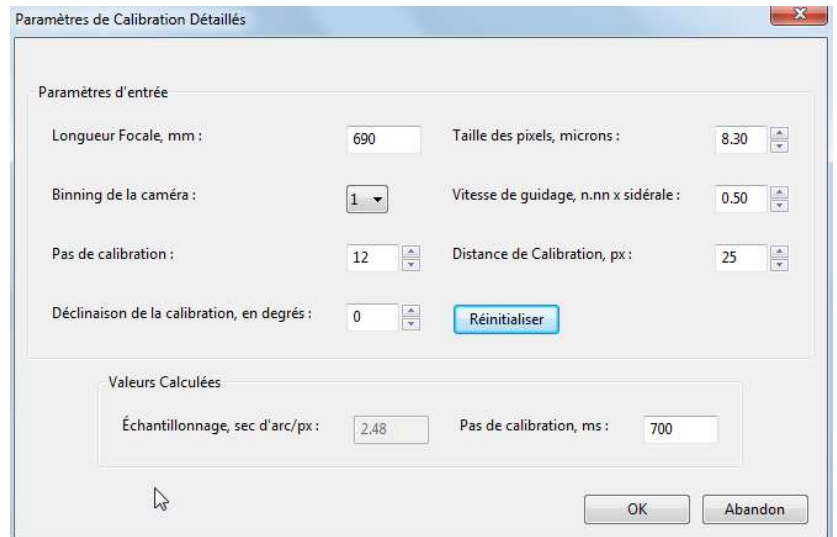 Paramètres de Calibration Détaillés
Paramètres d'entrée
Longueur Focale, mm : 690 Taille des pixels, microns : 8.30
Binning de la caméra : 1 Vitesse de guidage, n.nn x sidérale : 0.50
Pas de calibration : 12 Distance de Calibration, px : 25
Déclinaison de la calibration, en degrés : 0 Réinitialiser
Valeurs Calculées
Échantillonnage, sec d'arc/px : 2.48 Pas de calibration, ms : 700
OK Abandon